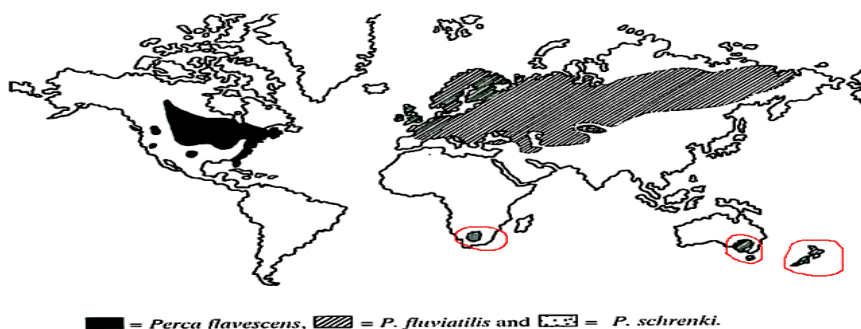 = Perca flavescens, = P. fluviatilis and = P. schrenki.